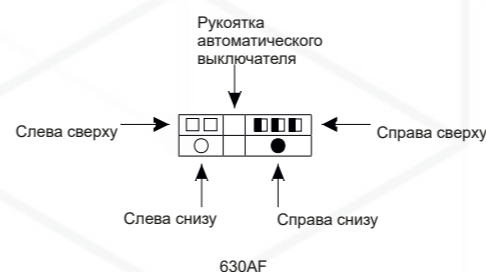 Рукоятка
автоматического
выключателя
Слева сверху
Справа сверху
Слева снизу
Справа снизу
630AF